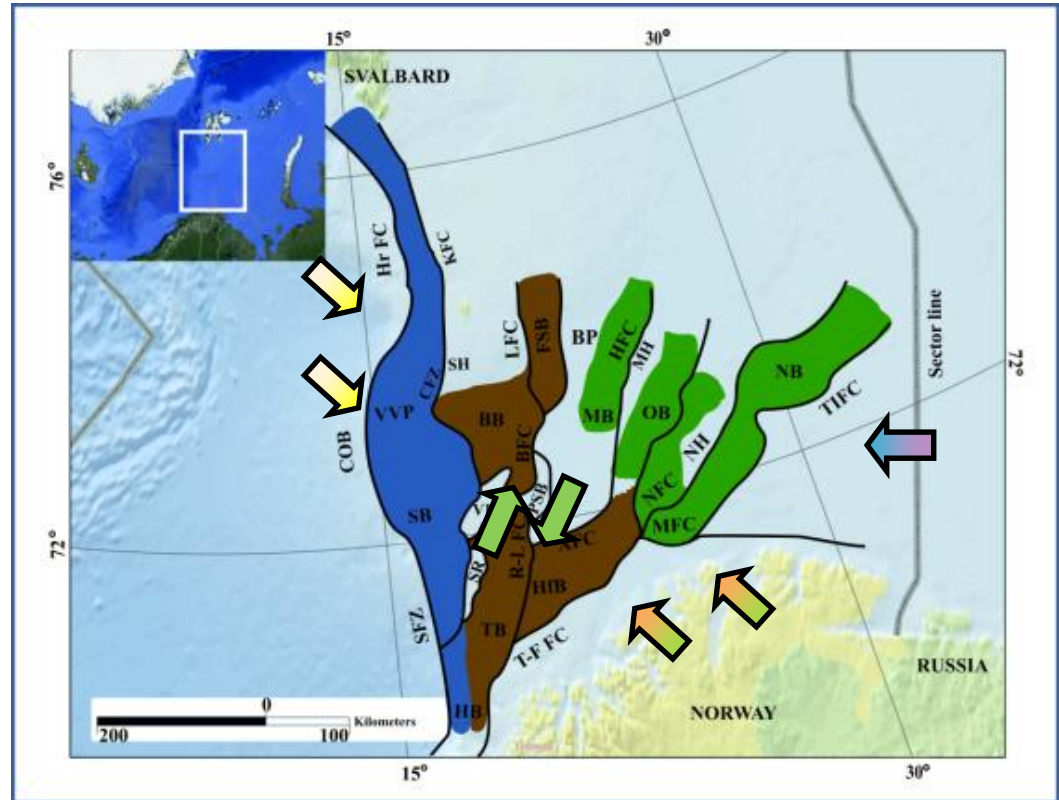 15°
30°
SVALBARD
76°
Hr FC
KFC
Sector line
LFC
FSB
BP
HFC
MH
SH
CFZ
NB
72°
TIFC
VVP
BB
MB
OB
COB
BFC
NH
PSB
NFC
SB
MFC
72°
R-L FC
SR
HfB
SFZ
TB
T-F FC
RUSSIA
HB
NORWAY
0
Kilometers
200
100
15°
30°